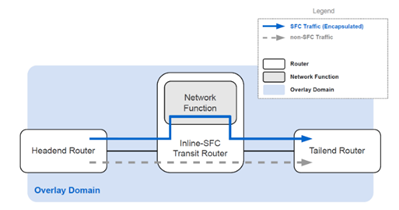 Legend
SFC Traffic (Encapsulated)
non-SFC Traffic
Router
Network Function
Overlay Domain
Network
Function
Headend Router
Inline-SFC
Transit Router
Tailend Router
Overlay Domain